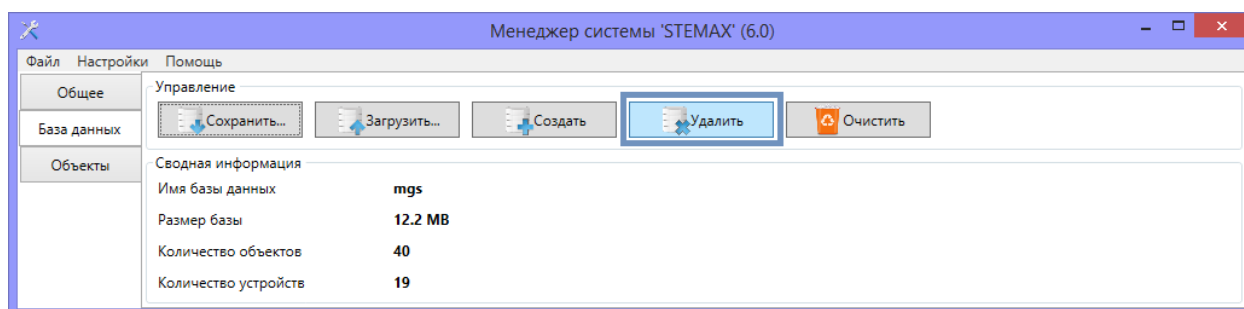 Менеджер системы 'STEMAX' (6.0)
Файл Настройки Помощь
Общее
База данных
Объекты
Управление
Сохранить... Загрузить... Создать Удалить Очистить
Сводная информация
Имя базы данных mgs
Размер базы 12.2 MB
Количество объектов 40
Количество устройств 19